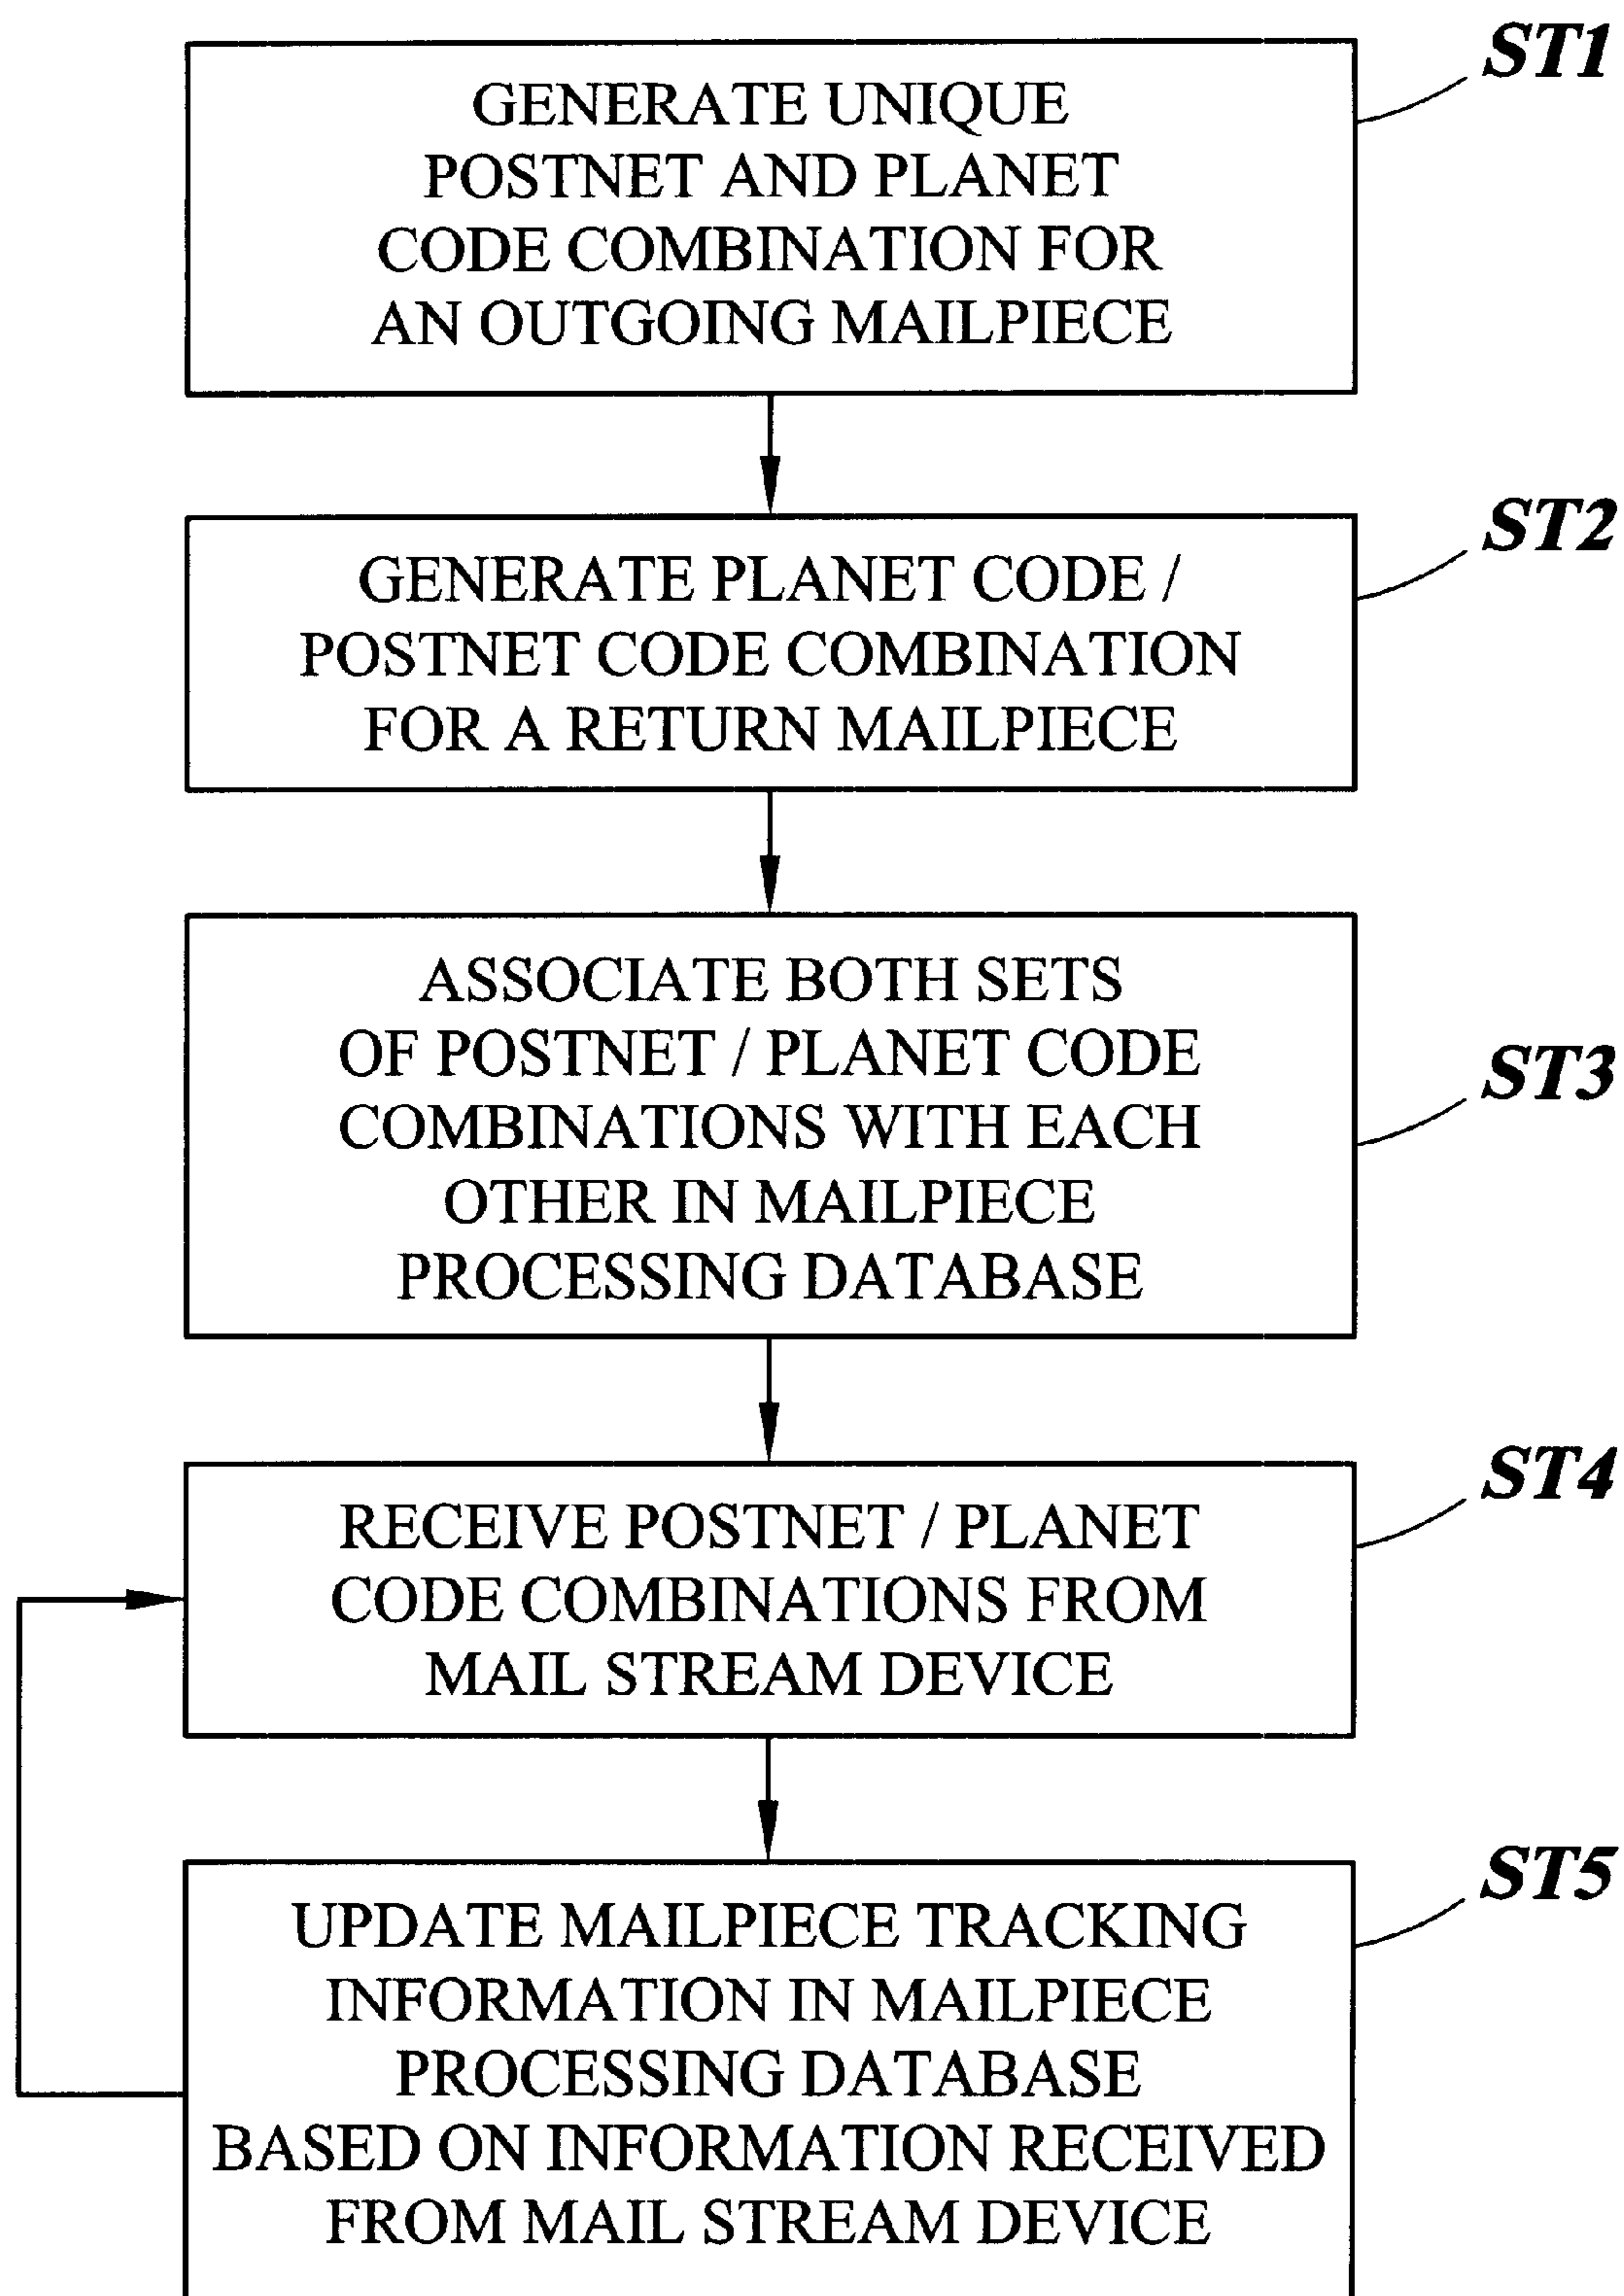 ST1
GENERATE UNIQUE
POSTNET AND PLANET
CODE COMBINATION FOR
AN OUTGOING MAILPIECE
ST2
GENERATE PLANET CODE /
POSTNET CODE COMBINATION
FOR A RETURN MAILPIECE
ST3
ASSOCIATE BOTH SETS
OF POSTNET / PLANET CODE
COMBINATIONS WITH EACH
OTHER IN MAILPIECE
PROCESSING DATABASE
ST4
RECEIVE POSTNET / PLANET
CODE COMBINATIONS FROM
MAIL STREAM DEVICE
ST5
UPDATE MAILPIECE TRACKING
INFORMATION IN MAILPIECE
PROCESSING DATABASE
BASED ON INFORMATION RECEIVED
FROM MAIL STREAM DEVICE